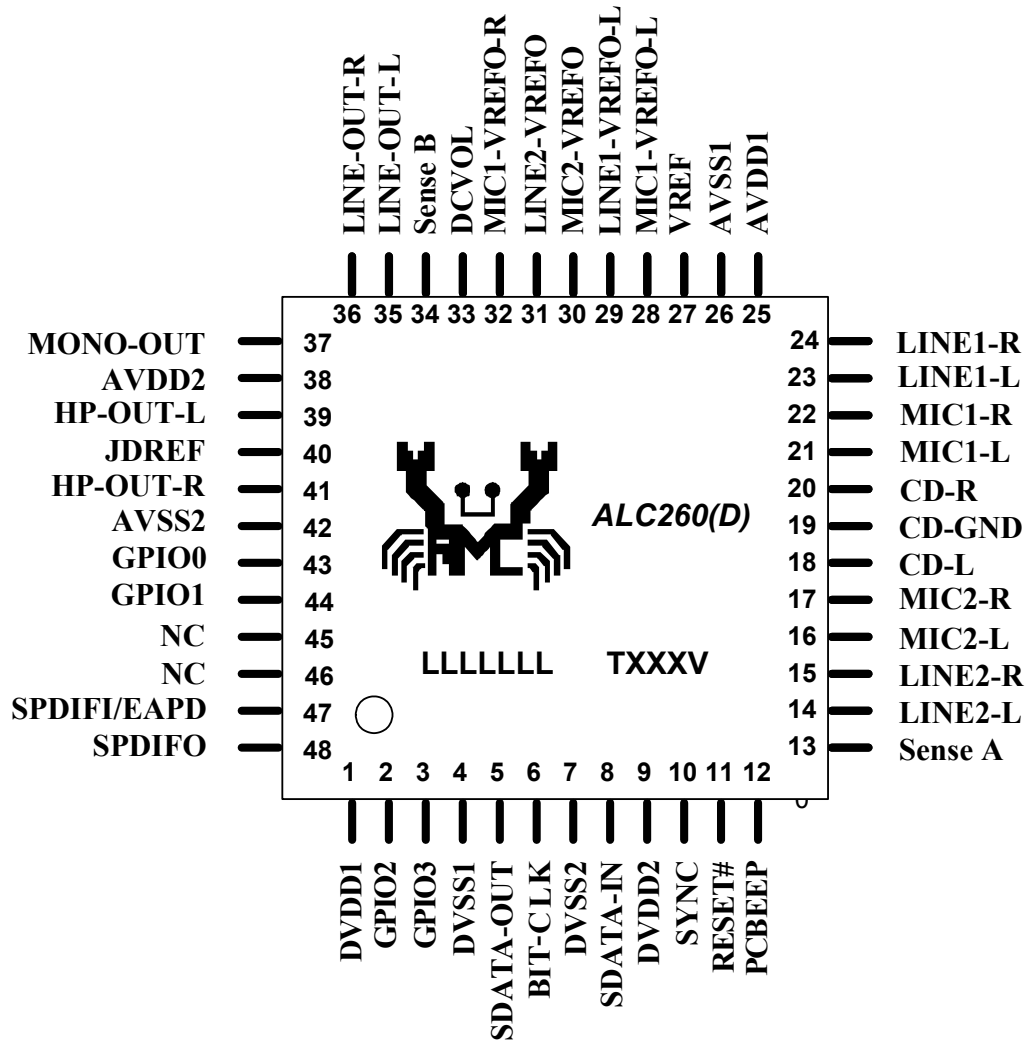 LINE-OUT-R
LINE-OUT-L
Sense B
DCVOL
MIC1-VREFO-R
LINE2-VREFO
MIC2-VREFO
LINE1-VREFO-L
MIC1-VREFO-L
VREF
AVSS1
AVDD1
36 35 34 33 32 31 30 29 28 27 26 25
MONO-OUT 37
AVDD2 38
HP-OUT-L 39
JDREF 40
HP-OUT-R 41
AVSS2 42
GPIO0 43
GPIO1 44
NC 45
NC 46
SPDIFI/EAPD 47
SPDIFO 48
ALC260(D)
LLLLLLL TXXXV
24 LINE1-R
23 LINE1-L
22 MIC1-R
21 MIC1-L
20 CD-R
19 CD-GND
18 CD-L
17 MIC2-R
16 MIC2-L
15 LINE2-R
14 LINE2-L
13 Sense A
1 2 3 4 5 6 7 8 9 10 11 12
DVDD1
GPIO2
GPIO3
DVSS1
SDATA-OUT
BIT-CLK
DVSS2
SDATA-IN
DVDD2
SYNC
RESET#
PCBEEP